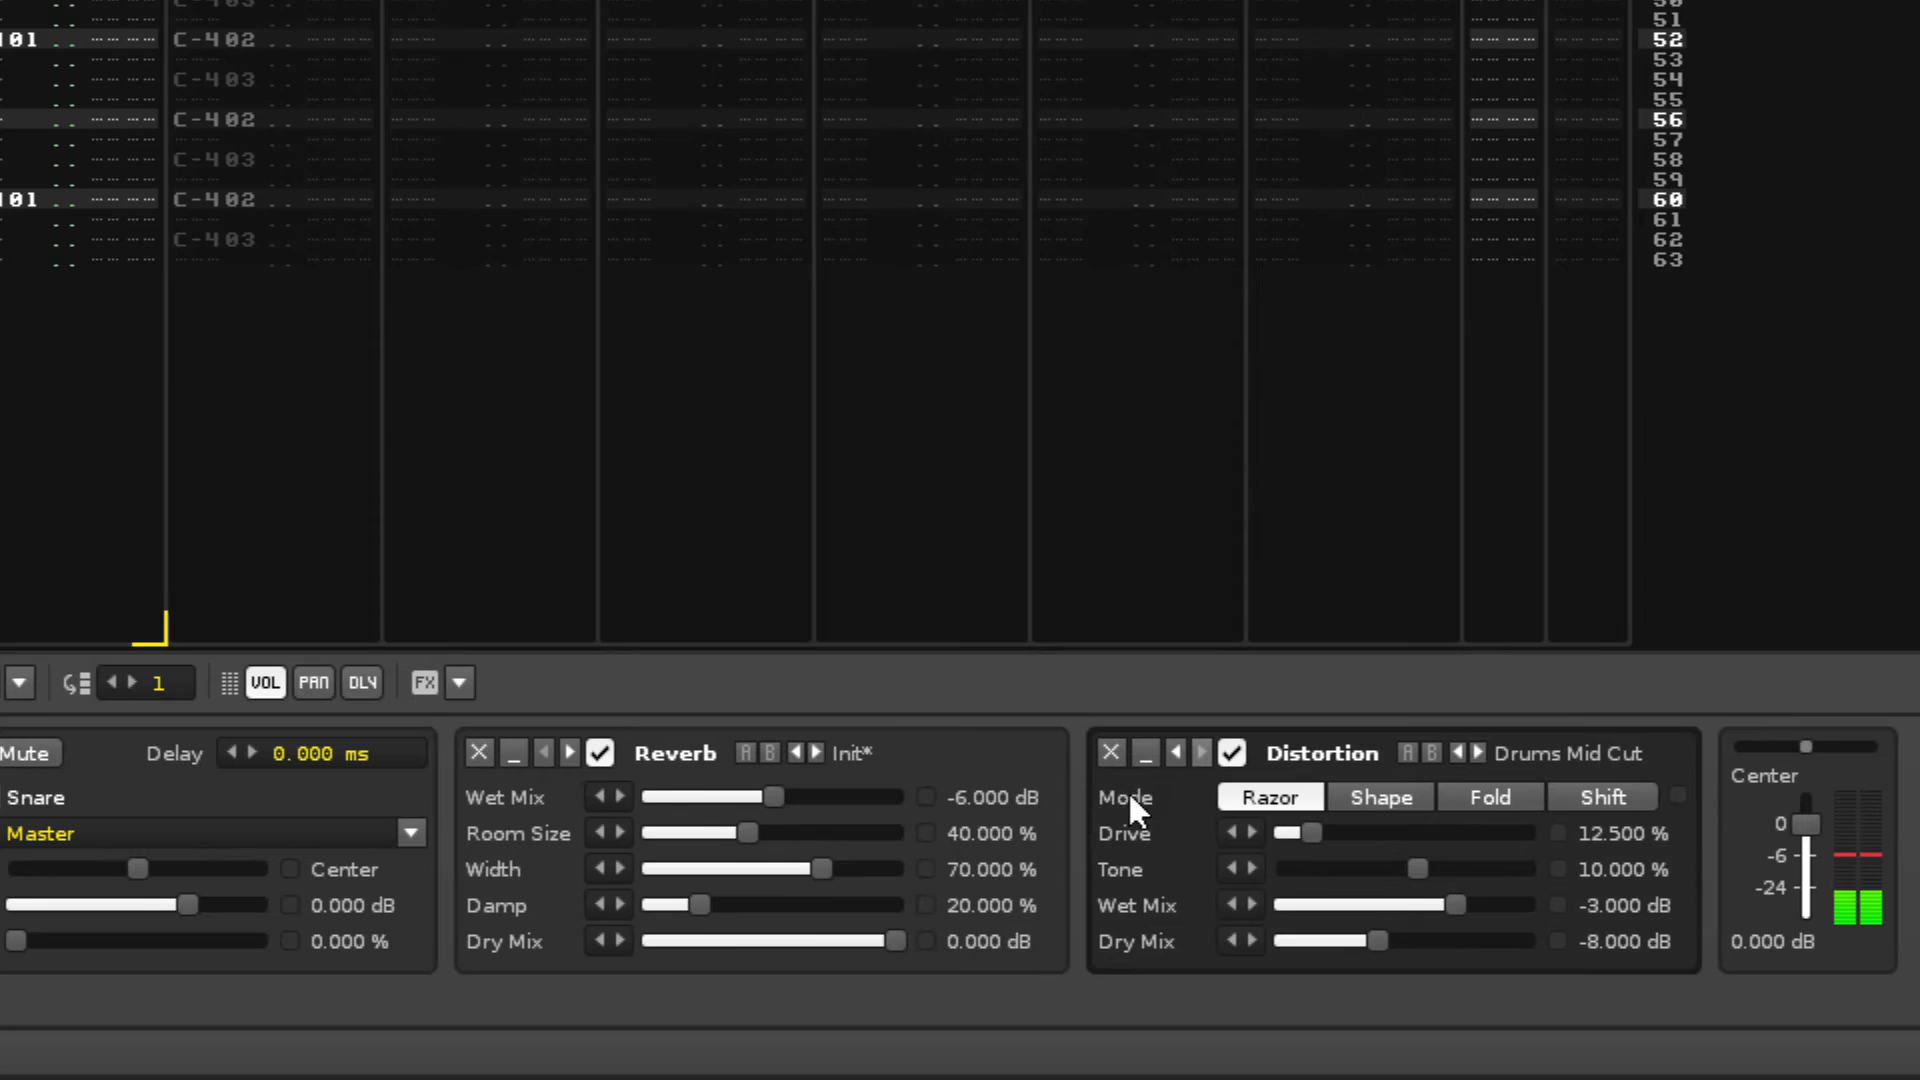 51
01 C-402 52
53
C-403 54
55
C-402 56
57
C-403 58
59
01 C-402 60
61
C-403 62
63
1 VOL PAN DLY FX
Mute Delay 0.000 ms
Snare
Master
Center
0.000 dB
0.000 %
Reverb A B Init*
Wet Mix -6.000 dB
Room Size 40.000 %
Width 70.000 %
Damp 20.000 %
Dry Mix 0.000 dB
Distortion A B Drums Mid Cut
Mode Razor Shape Fold Shift
Drive 12.500 %
Tone 10.000 %
Wet Mix -3.000 dB
Dry Mix -8.000 dB
Center
0
-6
-24
0.000 dB